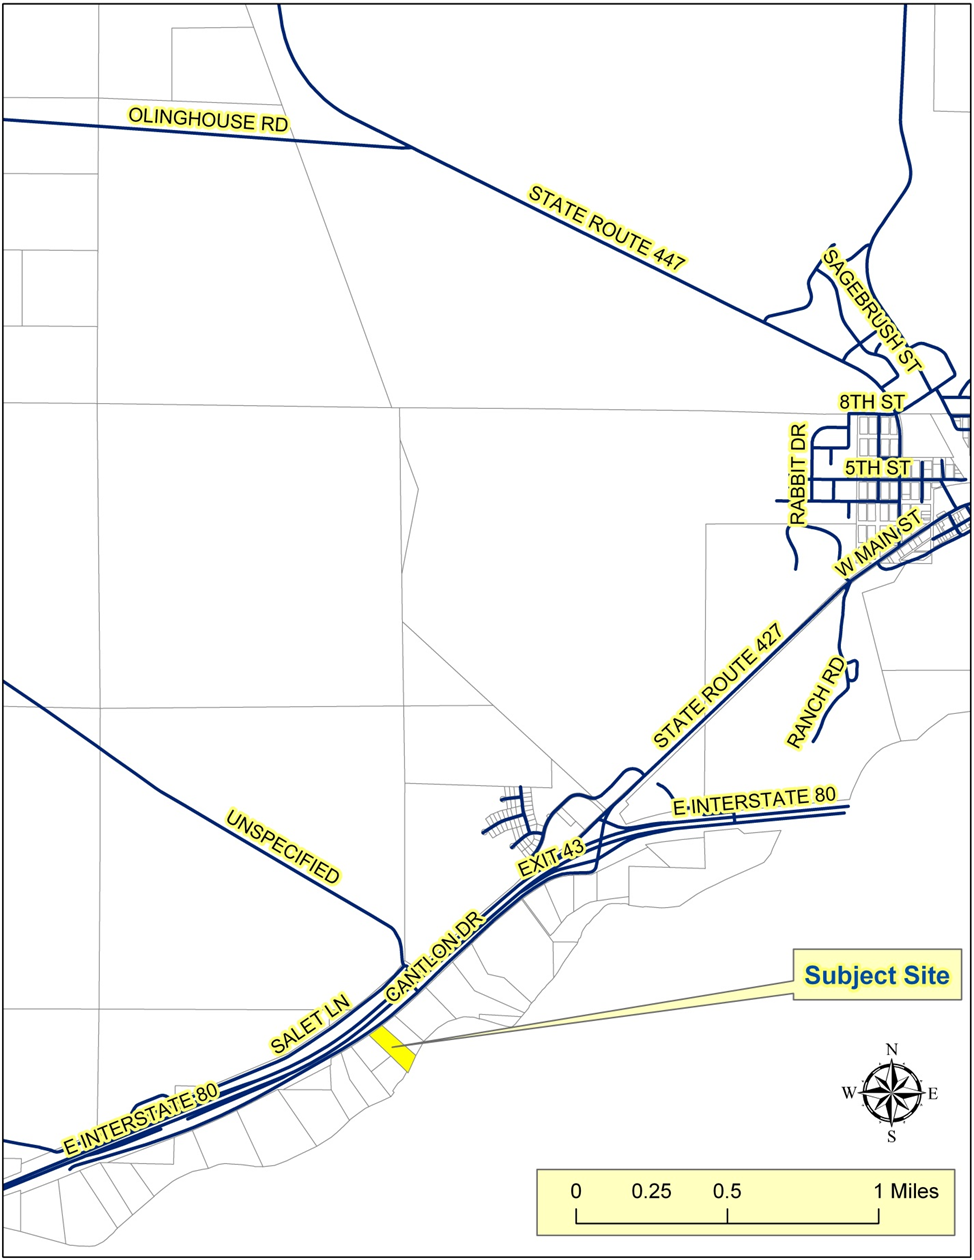 OLINGHOUSE RD
STATE ROUTE 447
SAGEBRUSH ST
8TH ST
RABBIT DR
5TH ST
W MAIN ST
STATE ROUTE 427
RANCH RD
E INTERSTATE 80
UNSPECIFIED
EXIT 43
CANTLON DR
Subject Site
SALET LN
E INTERSTATE 80
N
W E
S
0 0.25 0.5 1 Miles